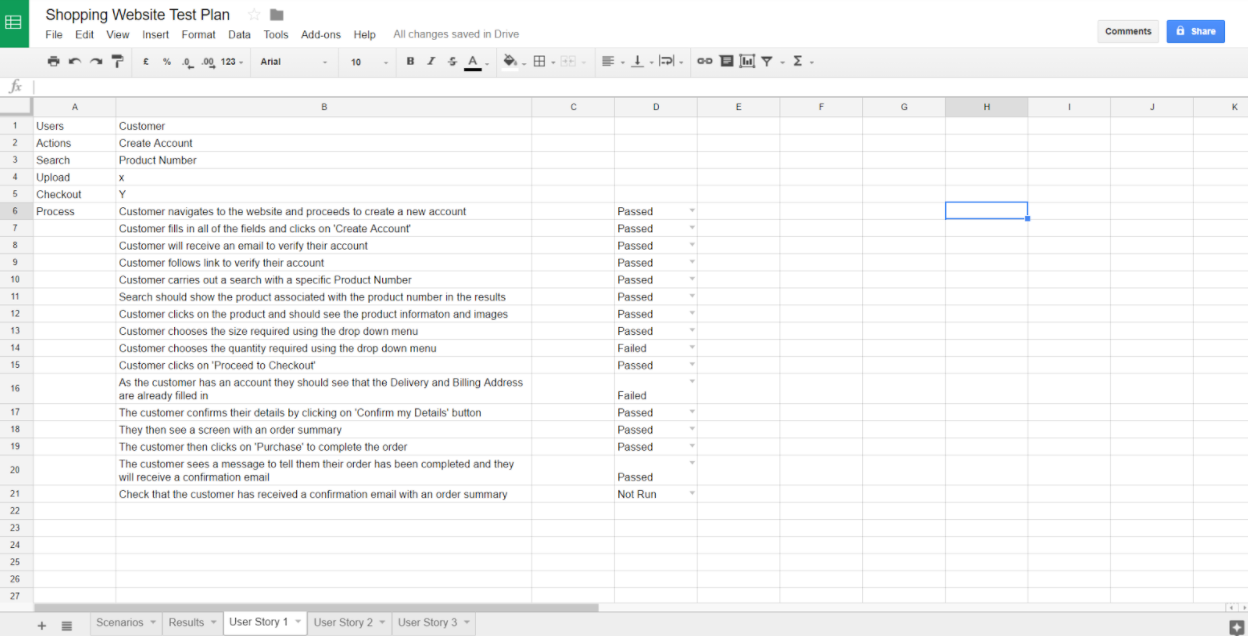 Shopping Website Test Plan
File Edit View Insert Format Data Tools Add-ons Help All changes saved in Drive
Comments Share
£ % .0 .00 123 Arial 10 B I S A Σ
fx
A B C D E F G H I J K
1 Users Customer
2 Actions Create Account
3 Search Product Number
4 Upload x
5 Checkout Y
6 Process Customer navigates to the website and proceeds to create a new account Passed
7 Customer fills in all of the fields and clicks on 'Create Account' Passed
8 Customer will receive an email to verify their account Passed
9 Customer follows link to verify their account Passed
10 Customer carries out a search with a specific Product Number Passed
11 Search should show the product associated with the product number in the results Passed
12 Customer clicks on the product and should see the product informaton and images Passed
13 Customer chooses the size required using the drop down menu Passed
14 Customer chooses the quantity required using the drop down menu Failed
15 Customer clicks on 'Proceed to Checkout' Passed
16 As the customer has an account they should see that the Delivery and Billing Address
are already filled in Failed
17 The customer confirms their details by clicking on 'Confirm my Details' button Passed
18 They then see a screen with an order summary Passed
19 The customer then clicks on 'Purchase' to complete the order Passed
20 The customer sees a message to tell them their order has been completed and they
will receive a confirmation email Passed
21 Check that the customer has received a confirmation email with an order summary Not Run
22
23
24
25
26
27
Scenarios Results User Story 1 User Story 2 User Story 3